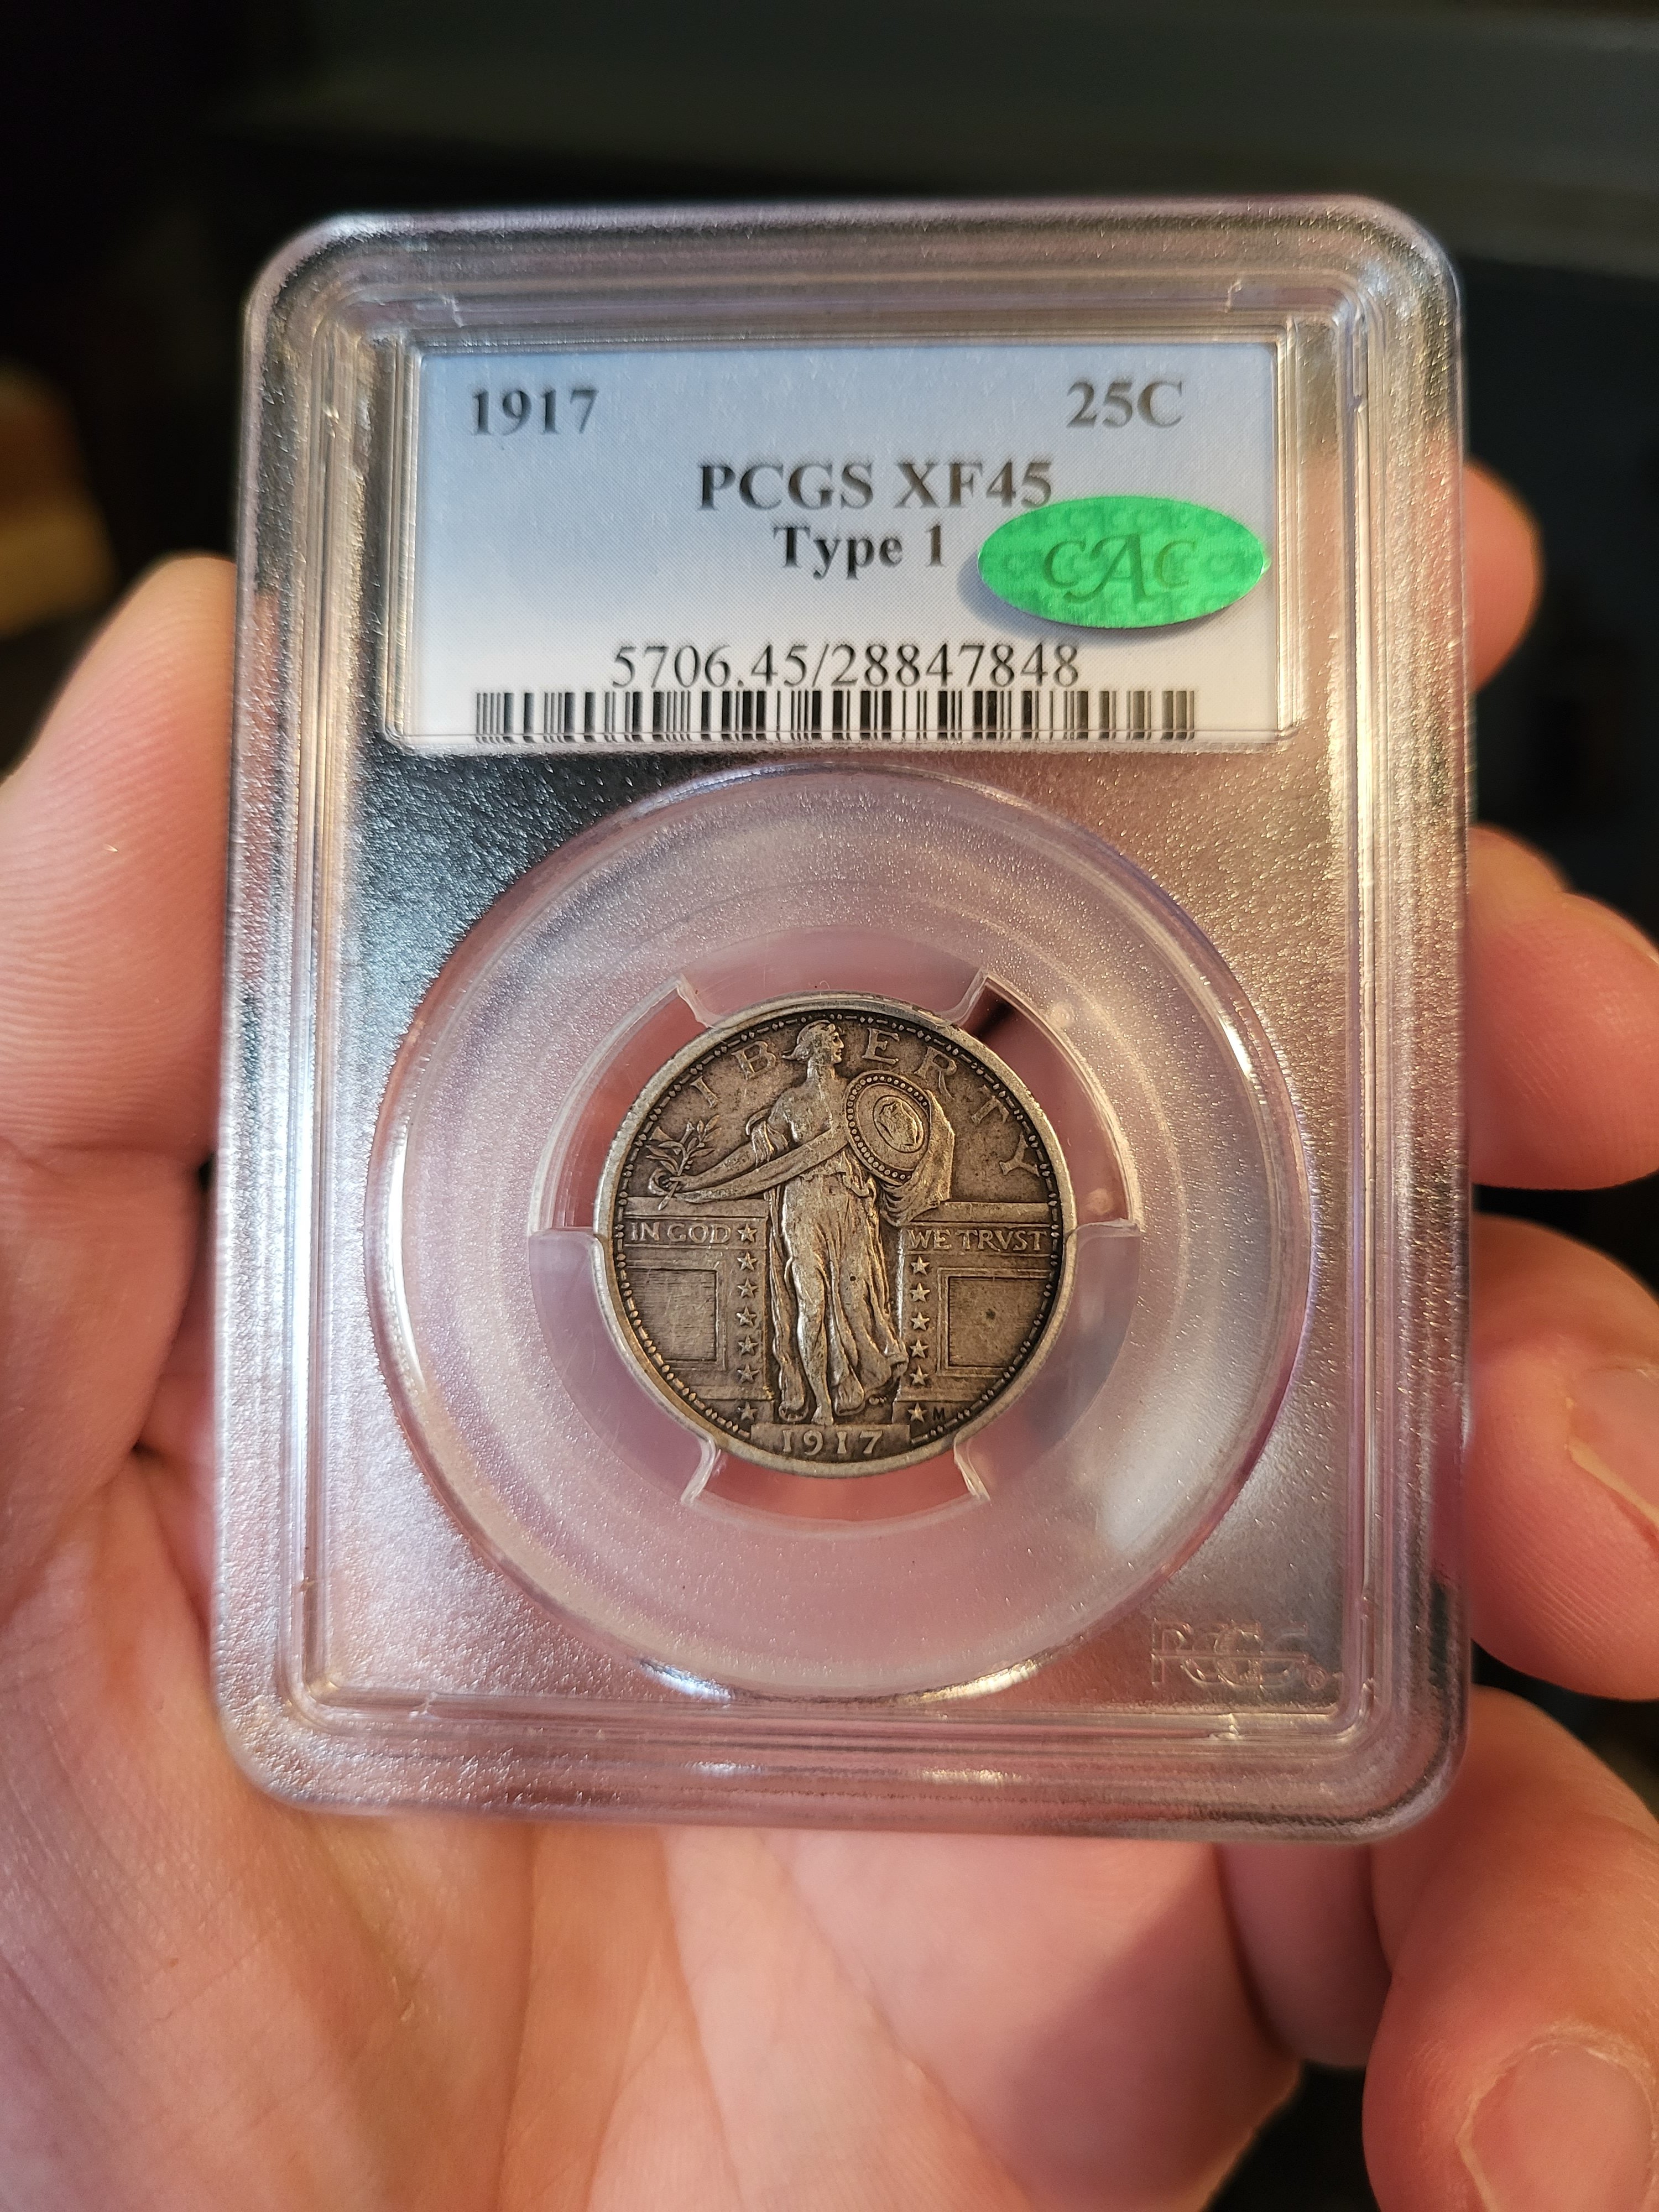 1917 25C
PCGS XF45
Type 1
CAC
5706.45/28847848
LIBERTY
IN GOD WE TRVST
M
1917
PCGS